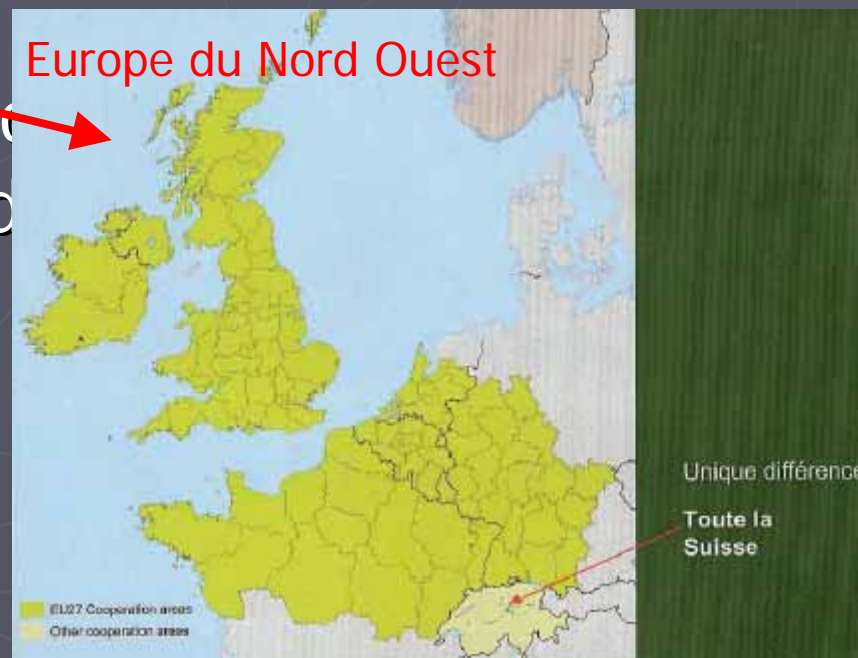 Europe du Nord Ouest
Unique différence
Toute la
Suisse
EU27 Cooperation areas
Other cooperation areas